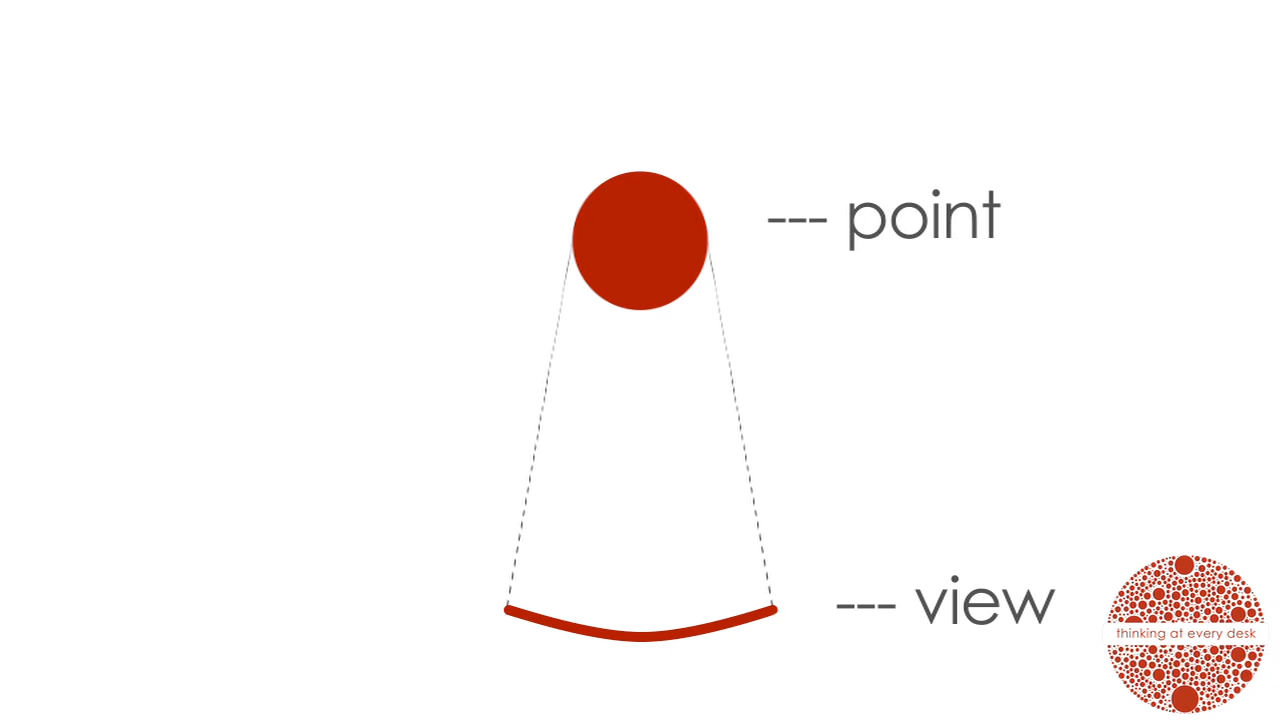 --- point
--- view
thinking at every desk